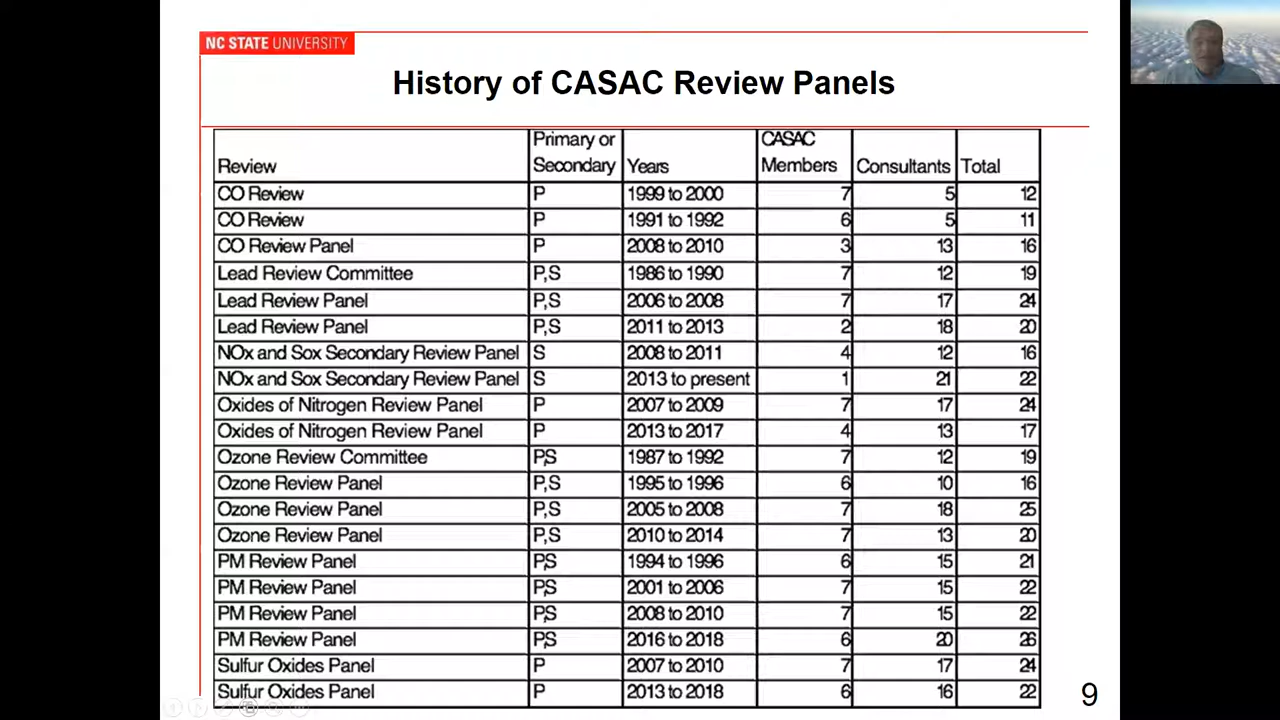 NC STATE UNIVERSITY
History of CASAC Review Panels
Review Primary or Secondary Years CASAC Members Consultants Total
CO Review P 1999 to 2000 7 5 12
CO Review P 1991 to 1992 6 5 11
CO Review Panel P 2008 to 2010 3 13 16
Lead Review Committee P,S 1986 to 1990 7 12 19
Lead Review Panel P,S 2006 to 2008 7 17 24
Lead Review Panel P,S 2011 to 2013 2 18 20
NOx and Sox Secondary Review Panel S 2008 to 2011 4 12 16
NOx and Sox Secondary Review Panel S 2013 to present 1 21 22
Oxides of Nitrogen Review Panel P 2007 to 2009 7 17 24
Oxides of Nitrogen Review Panel P 2013 to 2017 4 13 17
Ozone Review Committee P,S 1987 to 1992 7 12 19
Ozone Review Panel P,S 1995 to 1996 6 10 16
Ozone Review Panel P,S 2005 to 2008 7 18 25
Ozone Review Panel P,S 2010 to 2014 7 13 20
PM Review Panel P,S 1994 to 1996 6 15 21
PM Review Panel P,S 2001 to 2006 7 15 22
PM Review Panel P,S 2008 to 2010 7 15 22
PM Review Panel P,S 2016 to 2018 6 20 26
Sulfur Oxides Panel P 2007 to 2010 7 17 24
Sulfur Oxides Panel P 2013 to 2018 6 16 22
9